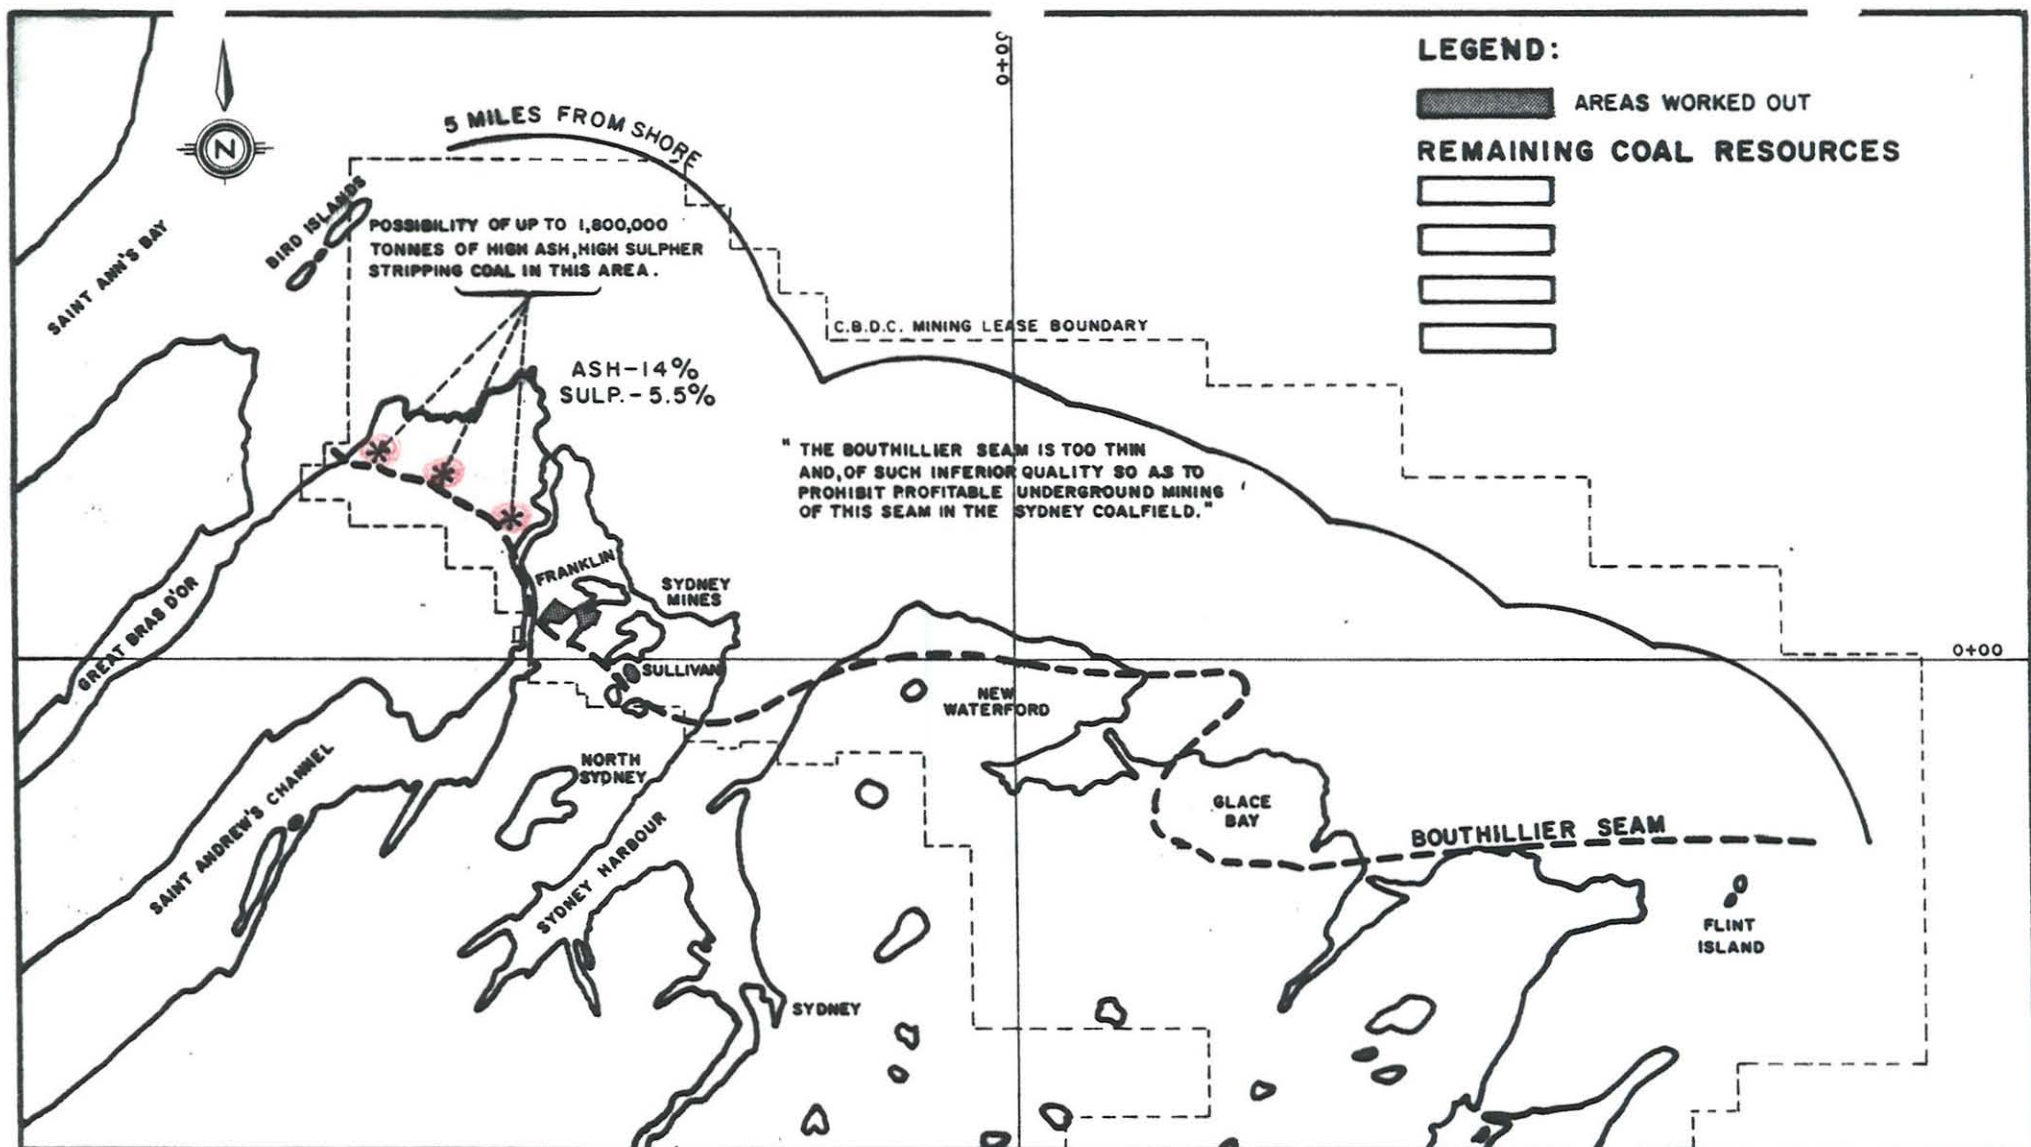 LEGEND:
AREAS WORKED OUT
REMAINING COAL RESOURCES
0+00
N
5 MILES FROM SHORE
BIRD ISLANDS
SAINT ANN'S BAY
POSSIBILITY OF UP TO 1,800,000
TONNES OF HIGH ASH, HIGH SULPHER
STRIPPING COAL IN THIS AREA.
C.B.D.C. MINING LEASE BOUNDARY
ASH-14%
SULP.-5.5%
" THE BOUTHILLIER SEAM IS TOO THIN
AND, OF SUCH INFERIOR QUALITY SO AS TO
PROHIBIT PROFITABLE UNDERGROUND MINING
OF THIS SEAM IN THE SYDNEY COALFIELD."
FRANKLIN
SYDNEY
MINES
GREAT BRAS D'OR
SULLIVAN
0+00
NEW
WATERFORD
NORTH
SYDNEY
SAINT ANDREW'S CHANNEL
SYDNEY HARBOUR
GLACE
BAY
BOUTHILLIER SEAM
FLINT
ISLAND
SYDNEY